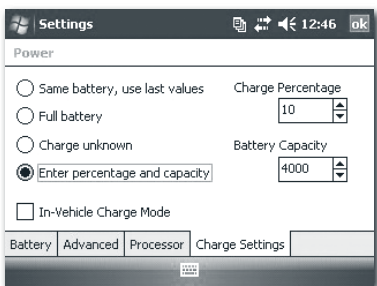 Settings 12:46 ok
Power
Same battery, use last values
Full battery
Charge unknown
Enter percentage and capacity
Charge Percentage
10
Battery Capacity
4000
In-Vehicle Charge Mode
Battery Advanced Processor Charge Settings